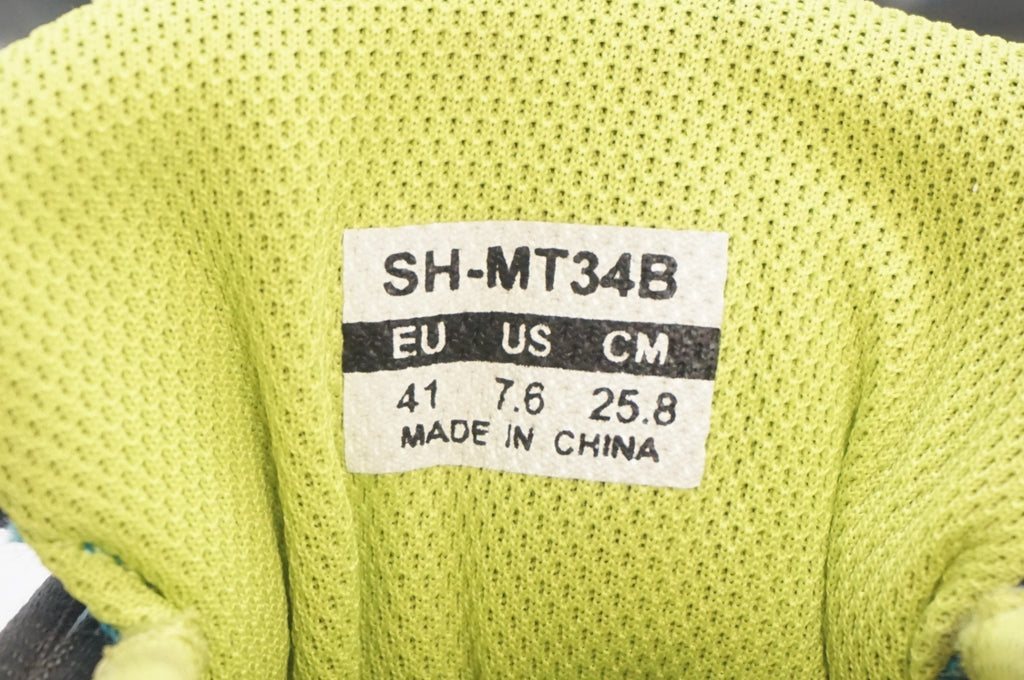 SH-MT34B
EU US CM
41 7.6 25.8
MADE IN CHINA